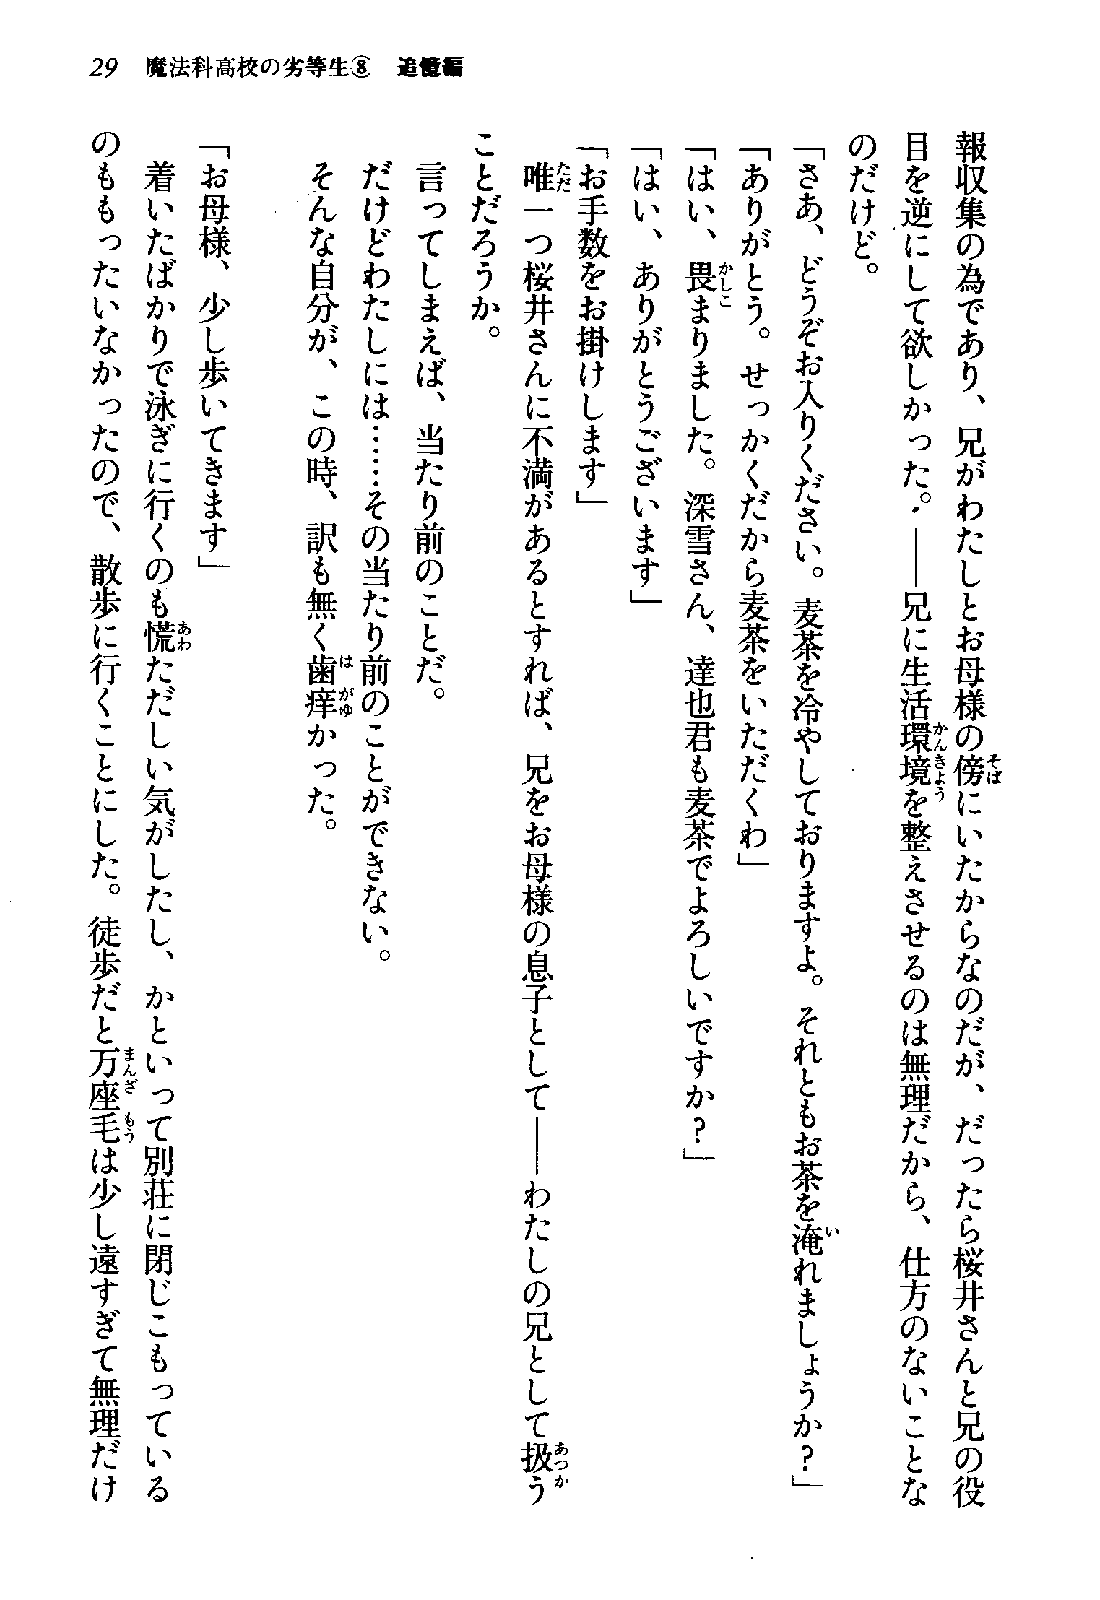 29　魔法科高校の劣等生⑧　追憶編
報収集の為であり、兄がわたしとお母様の傍にいたからなのだが、だったら桜井さんと兄の役
目を逆にして欲しかった。――兄に生活環境を整えさせるのは無理だから、仕方のないことな
のだけど。
「さあ、どうぞお入りください。麦茶を冷やしておりますよ。それともお茶を淹れましょうか？」
「ありがとう。せっかくだから麦茶をいただくわ」
「はい、畏まりました。深雪さん、達也君も麦茶でよろしいですか？」
「はい、ありがとうございます」
「お手数をお掛けします」
唯一つ桜井さんに不満があるとすれば、兄をお母様の息子として――わたしの兄として扱う
ことだろうか。
言ってしまえば、当たり前のことだ。
だけどわたしには……その当たり前のことができない。
そんな自分が、この時、訳も無く歯痒かった。
「お母様、少し歩いてきます」
着いたばかりで泳ぎに行くのも慌ただしい気がしたし、かといって別荘に閉じこもっている
のももったいなかったので、散歩に行くことにした。徒歩だと万座毛は少し遠すぎて無理だけ